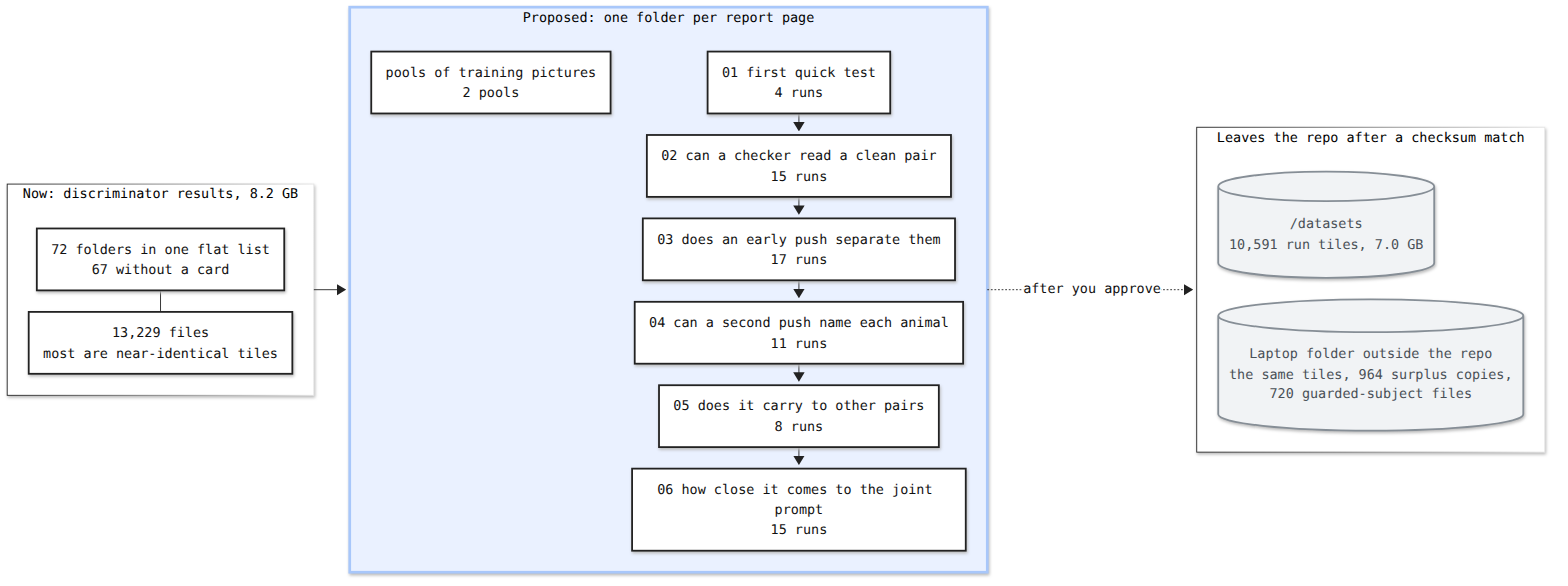 Now: discriminator results, 8.2 GB
72 folders in one flat list
67 without a card
13,229 files
most are near-identical tiles
Proposed: one folder per report page
pools of training pictures
2 pools
01 first quick test
4 runs
02 can a checker read a clean pair
15 runs
03 does an early push separate them
17 runs
04 can a second push name each animal
11 runs
05 does it carry to other pairs
8 runs
06 how close it comes to the joint
prompt
15 runs
after you approve
Leaves the repo after a checksum match
/datasets
10,591 run tiles, 7.0 GB
Laptop folder outside the repo
the same tiles, 964 surplus copies,
720 guarded-subject files